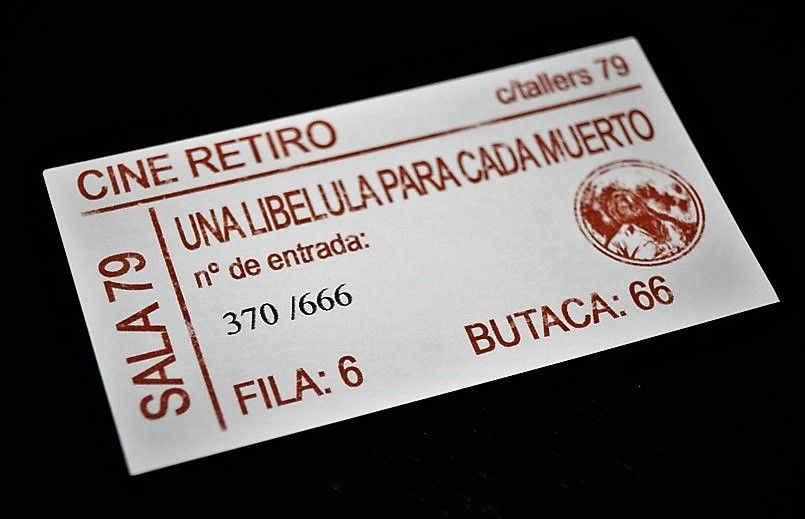 CINE RETIRO
c/tallers 79
SALA 79
UNA LIBELULA PARA CADA MUERTO
nº de entrada:
370 /666
FILA: 6
BUTACA: 66